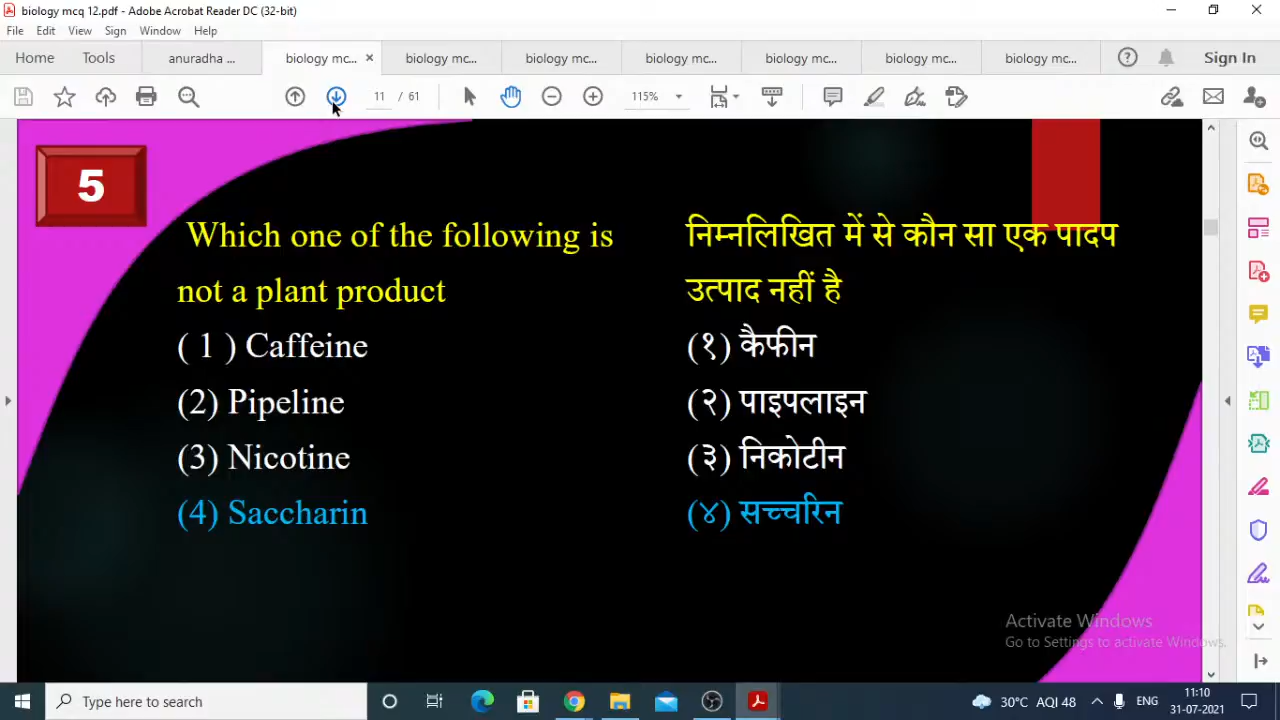 biology mcq 12.pdf - Adobe Acrobat Reader DC (32-bit)
File Edit View Sign Window Help
Home Tools anuradha ... biology mc... × biology mc... biology mc... biology mc... biology mc... biology mc... biology mc... Sign In
11 / 61 115%
5
Which one of the following is
not a plant product
( 1 ) Caffeine
(2) Pipeline
(3) Nicotine
(4) Saccharin
निम्नलिखित में से कौन सा एक पादप
उत्पाद नहीं है
(१) कैफीन
(२) पाइपलाइन
(३) निकोटीन
(४) सच्चरिन
Activate Windows
Go to Settings to activate Windows.
Type here to search
30°C AQI 48 ENG 11:10
31-07-2021